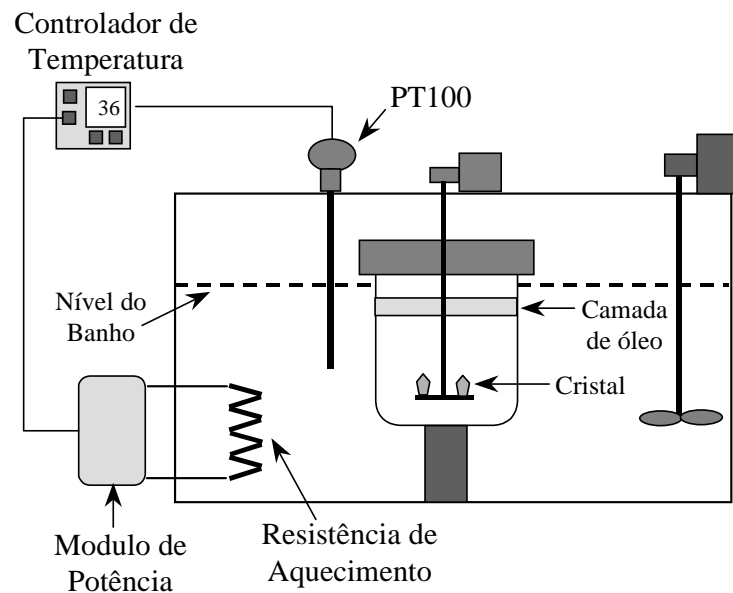 Controlador de
Temperatura
36
PT100
Nível do
Banho
Camada
de óleo
Cristal
Modulo de
Potência
Resistência de
Aquecimento